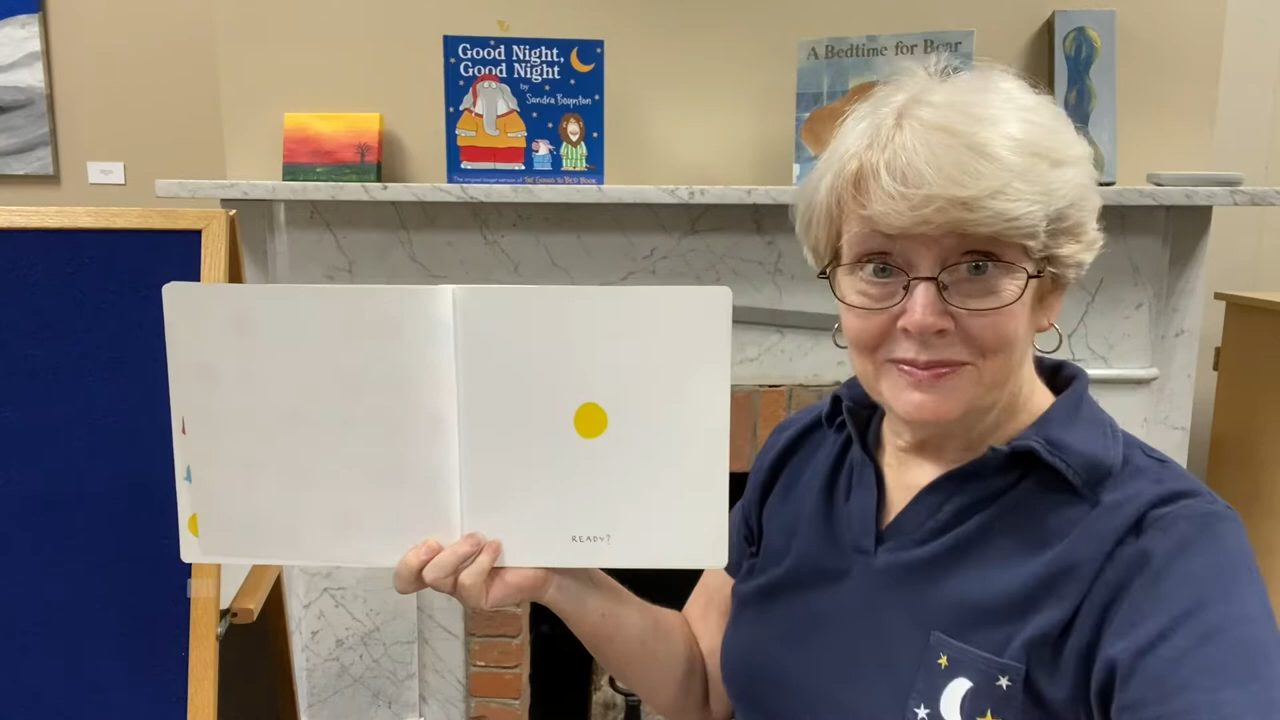 Good Night,
Good Night
by
Sandra Boynton
The original longer version of THE GOING TO BED BOOK
A Bedtime for Bear
READY?